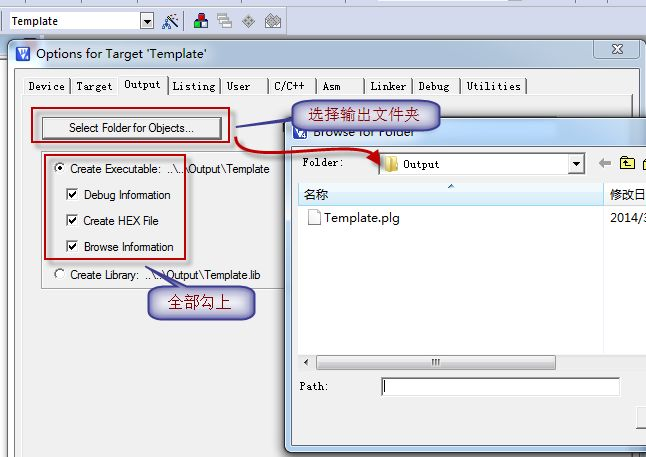 Template
Options for Target 'Template'
Device Target Output Listing User C/C++ Asm Linker Debug Utilities
Select Folder for Objects...
选择输出文件夹
Browse for Folder
Folder: Output
Create Executable: ..\..\Output\Template
Debug Information
Create HEX File
Browse Information
Create Library: ..\..\Output\Template.lib
全部勾上
名称 修改日
Template.plg 2014/3
Path: